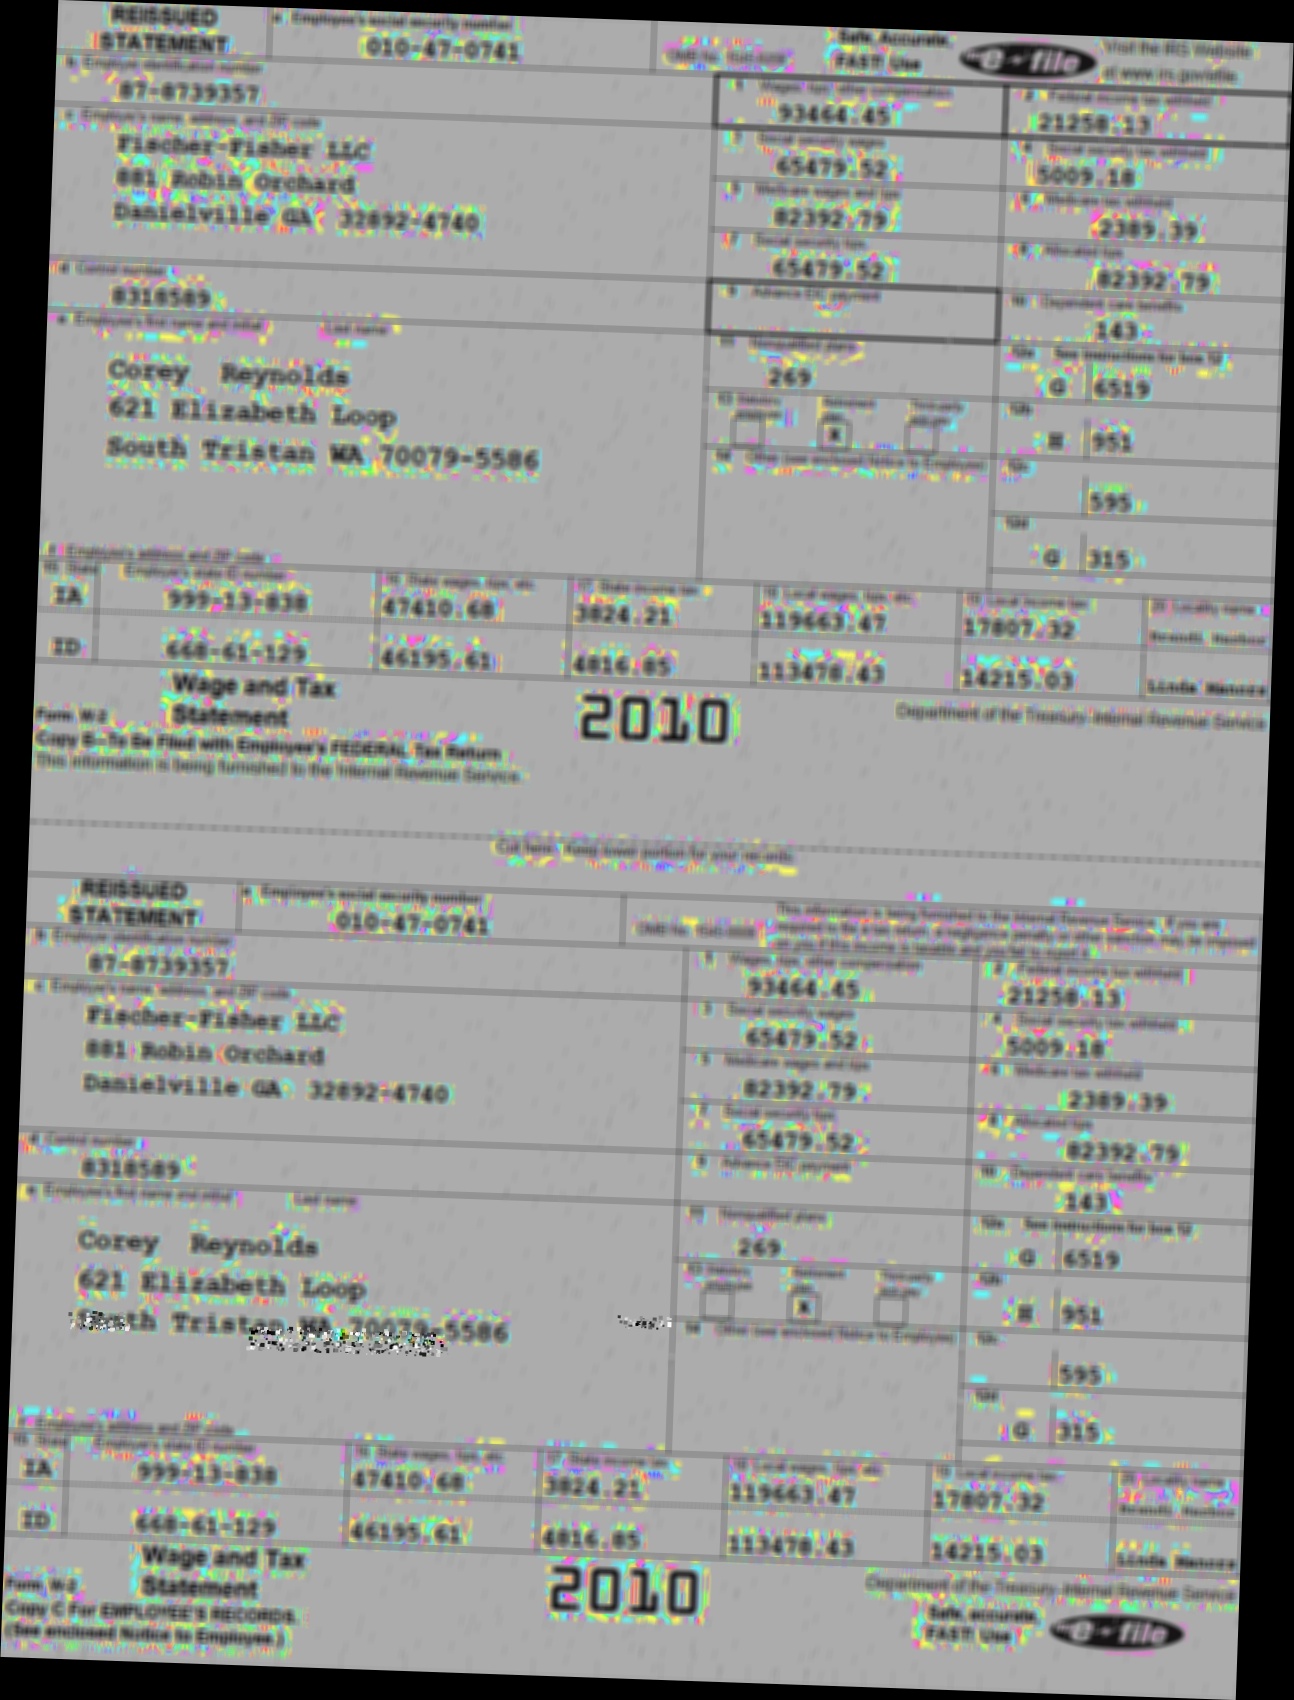 REISSUED STATEMENT
a Employee's social security number
010-47-0741
OMB No.
Safe, Accurate, FAST! Use
e-file
Visit the IRS Website at www.irs.gov/efile.
b Employer identification number
87-8739357
1 Wages, tips, other compensation
93464.45
2 Federal income tax withheld
21258.13
c Employer's name, address, and ZIP code
Fischer-Fisher LLC
881 Robin Orchard
Danielville GA 32892-4740
3 Social security wages
65479.52
4 Social security tax withheld
5009.18
5 Medicare wages and tips
82392.79
6 Medicare tax withheld
2389.39
7 Social security tips
65479.52
8 Allocated tips
82392.79
d Control number
8318589
9 Advance EIC payment
10 Dependent care benefits
143
e Employee's first name and initial Last name
Corey Reynolds
621 Elizabeth Loop
South Tristan WA 70079-5586
11 Nonqualified plans
269
12a See instructions for box 12
G 6519
13 Statutory employee
Retirement plan X
Third-party sick pay
12b
951
14 Other (see enclosed Notice to Employee)
12c
595
12d
G 315
f Employee's address and ZIP code
15 State Employer's state ID number
16 State wages, tips, etc.
17 State income tax
18 Local wages, tips, etc.
19 Local income tax
20 Locality name
IA 999-13-838 47410.68 3824.21 119663.47 17807.32
ID 668-61-129 46195.61 4816.85 113478.43 14215.03 Linda Manors
Wage and Tax
Form W-2 Statement
2010
Department of the Treasury-Internal Revenue Service
Copy B--To Be Filed with Employee's FEDERAL Tax Return
This information is being furnished to the Internal Revenue Service.
Cut here. Keep lower portion for your records.
REISSUED STATEMENT
a Employee's social security number
010-47-0741
OMB No.
This information is being furnished to the Internal Revenue Service. If you are
required to file a tax return, a negligence penalty or other sanction may be imposed
on you if this income is taxable and you fail to report it.
b Employer identification number
87-8739357
1 Wages, tips, other compensation
93464.45
2 Federal income tax withheld
21258.13
c Employer's name, address, and ZIP code
Fischer-Fisher LLC
881 Robin Orchard
Danielville GA 32892-4740
3 Social security wages
65479.52
4 Social security tax withheld
5009.18
5 Medicare wages and tips
82392.79
6 Medicare tax withheld
2389.39
7 Social security tips
65479.52
8 Allocated tips
82392.79
d Control number
8318589
9 Advance EIC payment
10 Dependent care benefits
143
e Employee's first name and initial Last name
Corey Reynolds
621 Elizabeth Loop
South Tristan WA 70079-5586
11 Nonqualified plans
269
12a See instructions for box 12
G 6519
13 Statutory employee
Retirement plan X
Third-party sick pay
12b
951
14 Other (see enclosed Notice to Employee)
12c
595
12d
G 315
f Employee's address and ZIP code
15 State Employer's state ID number
16 State wages, tips, etc.
17 State income tax
18 Local wages, tips, etc.
19 Local income tax
20 Locality name
IA 999-13-838 47410.68 3824.21 119663.47 17807.32
ID 668-61-129 46195.61 4816.85 113478.43 14215.03 Linda Manors
Wage and Tax
Form W-2 Statement
2010
Department of the Treasury-Internal Revenue Service
Copy C For EMPLOYEE'S RECORDS.
(See enclosed Notice to Employee.)
Safe, accurate, FAST! Use
e-file